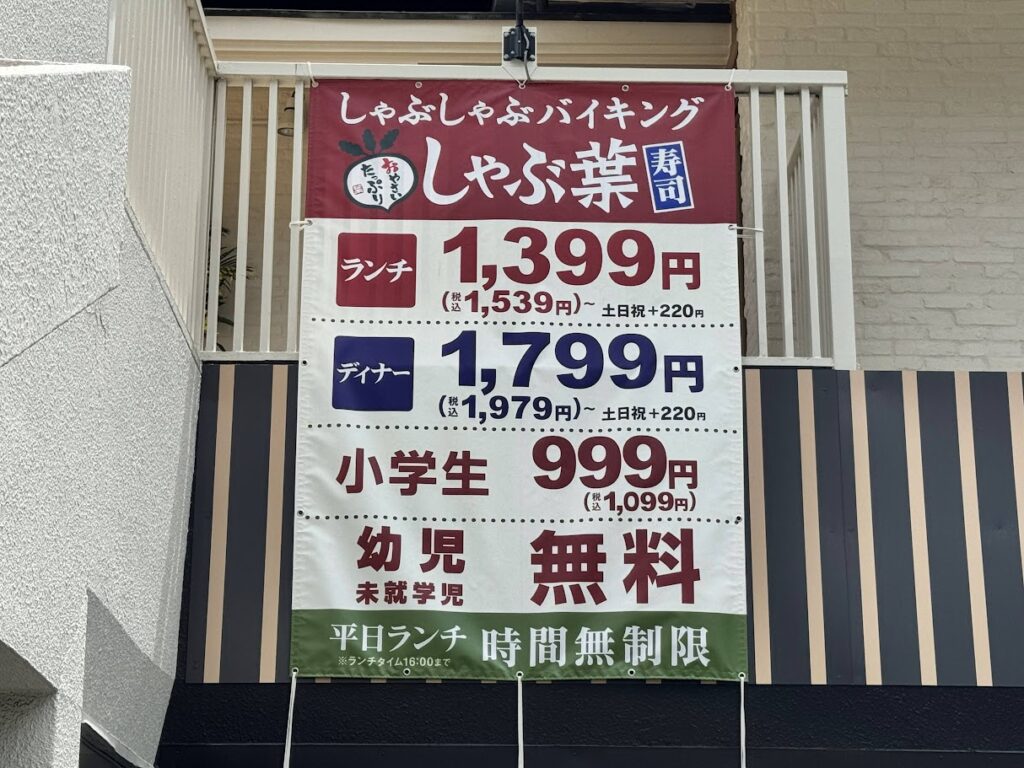 しゃぶしゃぶバイキング
おやさい
たっぷり
しゃぶ葉
寿司
ランチ
1,399円
(税込1,539円)~ 土日祝+220円
ディナー
1,799円
(税込1,979円)~ 土日祝+220円
小学生
999円
(税込1,099円)
幼児
未就学児
無料
平日ランチ
※ランチタイム16:00まで
時間無制限